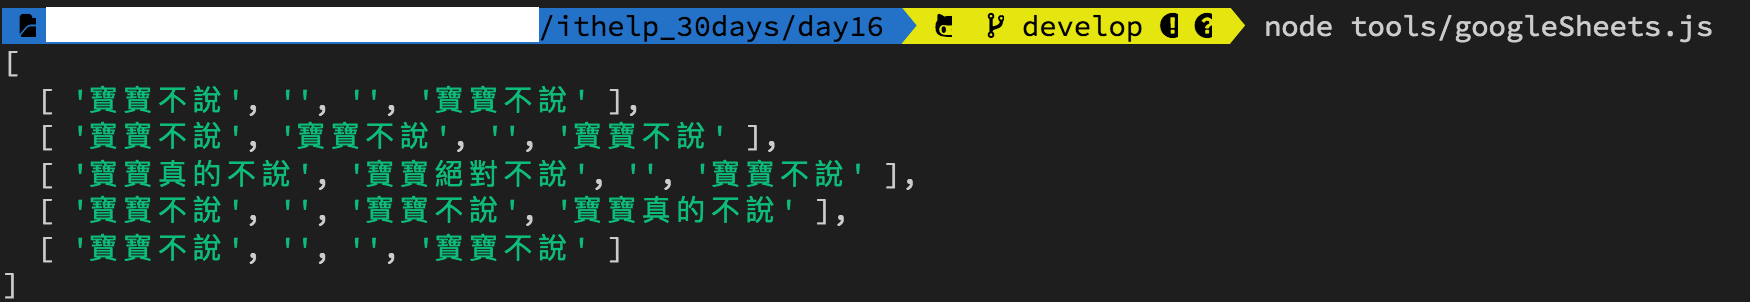 /ithelp_30days/day16 develop ! ? node tools/googleSheets.js
[
  [ '寶寶不說', '', '', '寶寶不說' ],
  [ '寶寶不說', '寶寶不說', '', '寶寶不說' ],
  [ '寶寶真的不說', '寶寶絕對不說', '', '寶寶不說' ],
  [ '寶寶不說', '', '寶寶不說', '寶寶真的不說' ],
  [ '寶寶不說', '', '', '寶寶不說' ]
]